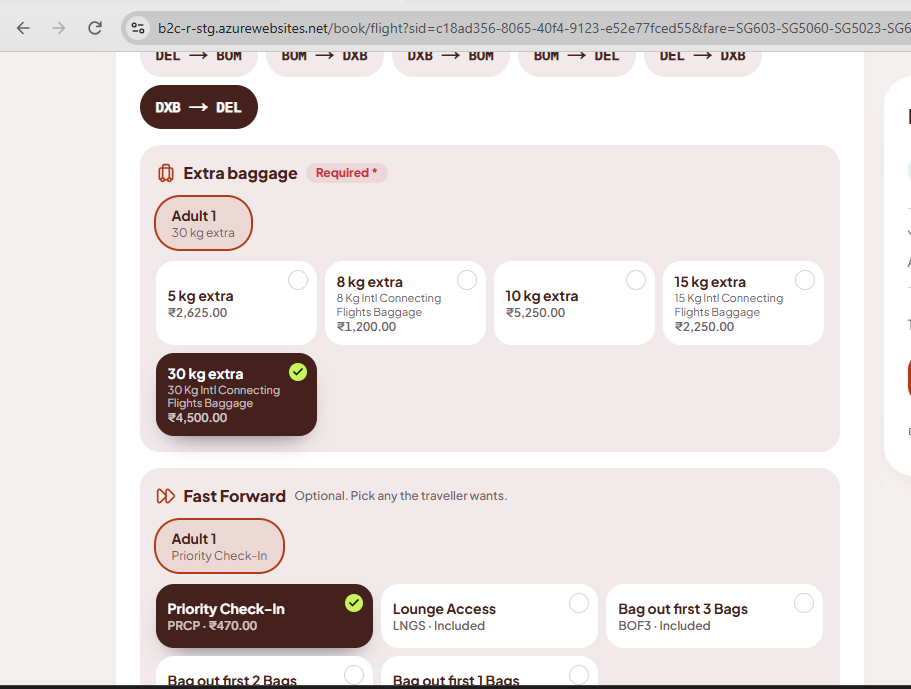 b2c-r-stg.azurewebsites.net/book/flight?sid=c18ad356-8065-40f4-9123-e52e77fced55&fare=SG603-SG5060-SG5023-SG6
DEL → BOM BOM → DXB DXB → BOM BOM → DEL DEL → DXB
DXB → DEL
Extra baggage Required *
Adult 1
30 kg extra
5 kg extra
₹2,625.00
8 kg extra
8 Kg Intl Connecting
Flights Baggage
₹1,200.00
10 kg extra
₹5,250.00
15 kg extra
15 Kg Intl Connecting
Flights Baggage
₹2,250.00
30 kg extra
30 Kg Intl Connecting
Flights Baggage
₹4,500.00
Fast Forward Optional. Pick any the traveller wants.
Adult 1
Priority Check-In
Priority Check-In
PRCP · ₹470.00
Lounge Access
LNGS · Included
Bag out first 3 Bags
BOF3 · Included
Bag out first 2 Bags
Bag out first 1 Bags